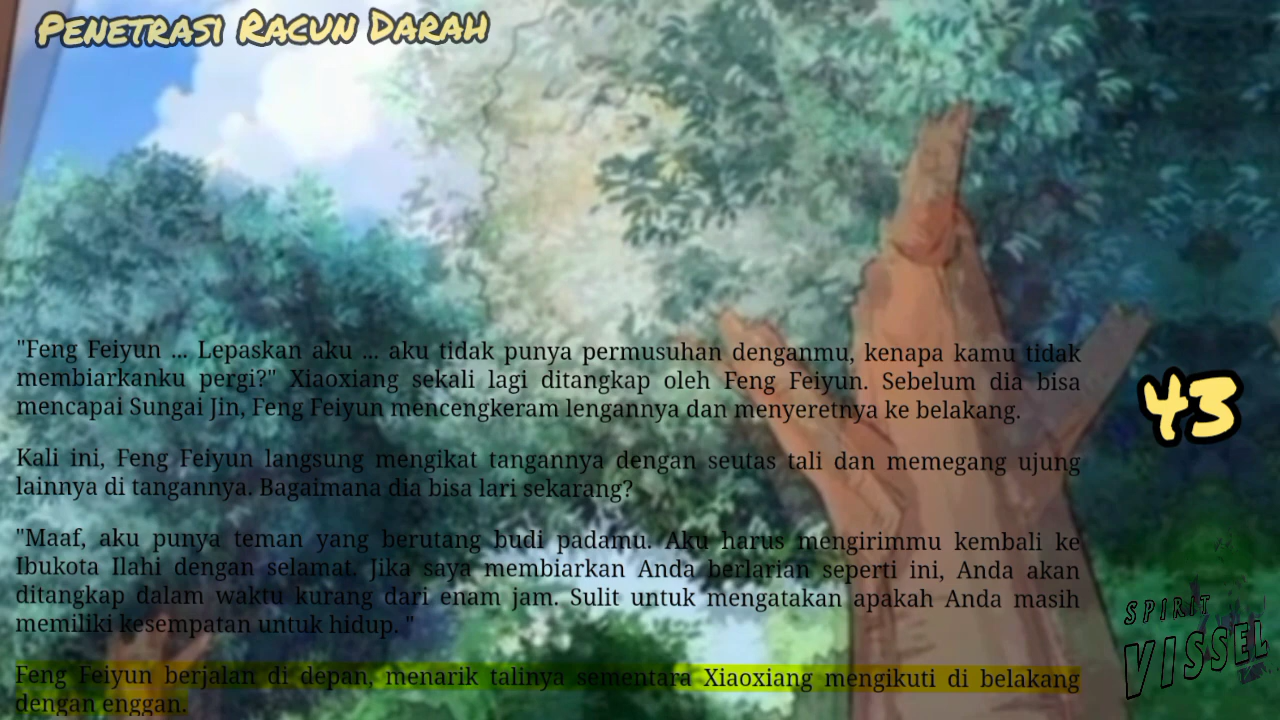 Penetrasi Racun Darah
"Feng Feiyun ... Lepaskan aku ... aku tidak punya permusuhan denganmu, kenapa kamu tidak
membiarkanku pergi?" Xiaoxiang sekali lagi ditangkap oleh Feng Feiyun. Sebelum dia bisa
mencapai Sungai Jin, Feng Feiyun mencengkeram lengannya dan menyeretnya ke belakang.
Kali ini, Feng Feiyun langsung mengikat tangannya dengan seutas tali dan memegang ujung
lainnya di tangannya. Bagaimana dia bisa lari sekarang?
43
"Maaf, aku punya teman yang berutang budi padamu. Aku harus mengirimmu kembali ke
Ibukota Ilahi dengan selamat. Jika saya membiarkan Anda berlarian seperti ini, Anda akan
ditangkap dalam waktu kurang dari enam jam. Sulit untuk mengatakan apakah Anda masih
memiliki kesempatan untuk hidup. "
Feng Feiyun berjalan di depan, menarik talinya sementara Xiaoxiang mengikuti di belakang
dengan enggan.
SPIRIT
VISSEL